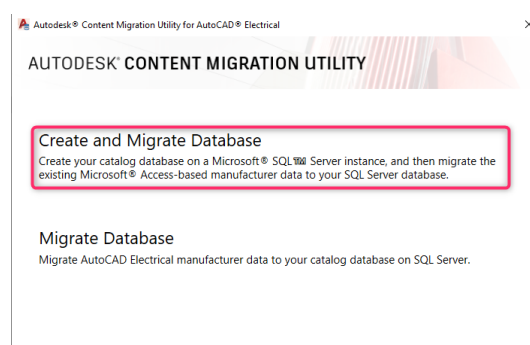 Autodesk® Content Migration Utility for AutoCAD® Electrical
AUTODESK® CONTENT MIGRATION UTILITY
Create and Migrate Database
Create your catalog database on a Microsoft® SQL Server instance, and then migrate the
existing Microsoft® Access-based manufacturer data to your SQL Server database.
Migrate Database
Migrate AutoCAD Electrical manufacturer data to your catalog database on SQL Server.